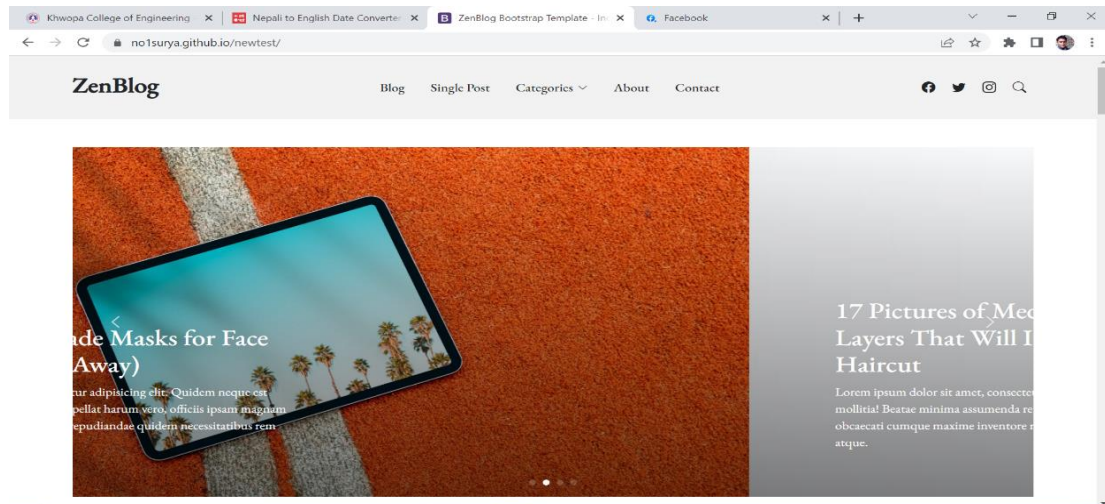 Khwopa College of Engineering
Nepali to English Date Converter
ZenBlog Bootstrap Template - In
Facebook
no1surya.github.io/newtest/
ZenBlog
Blog Single Post Categories About Contact
ade Masks for Face
Away)
tur adipisicing elit. Quidem neque est
pellat harum vero, officiis ipsam magnam
repudiandae quidem necessitatibus rem
17 Pictures of Med
Layers That Will I
Haircut
Lorem ipsum dolor sit amet, consectet
mollitia! Beatae minima assumenda re
obcaecati cumque maxime inventore r
atque.